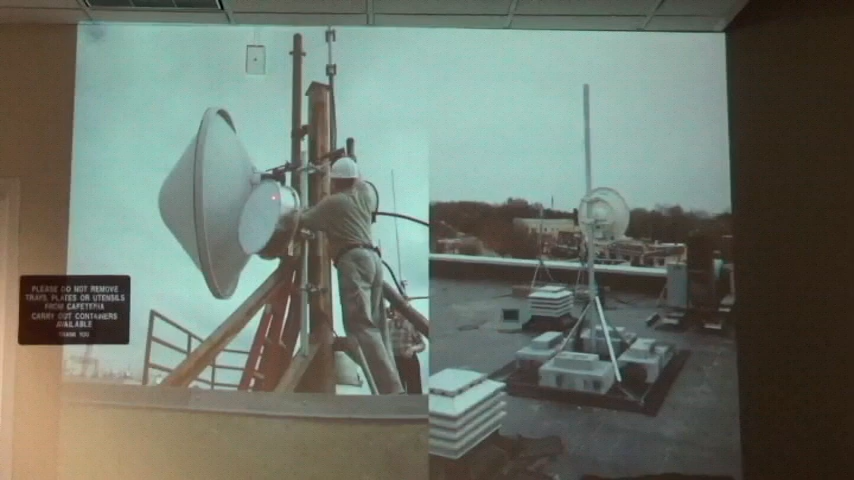 PLEASE DO NOT REMOVE
TRAYS, PLATES OR UTENSILS
FROM CAFETERIA
CARRY OUT CONTAINERS
AVAILABLE
THANK YOU